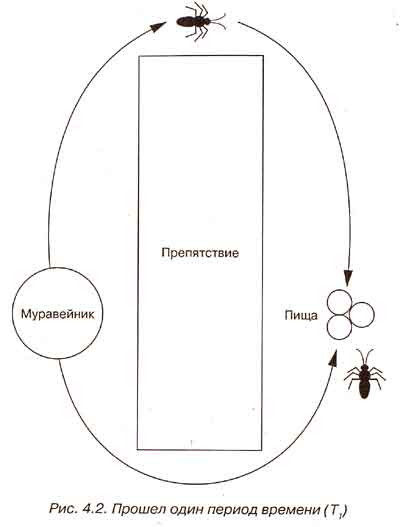 Препятствие
Муравейник
Пища
Рис. 4.2. Прошел один период времени (T₁)